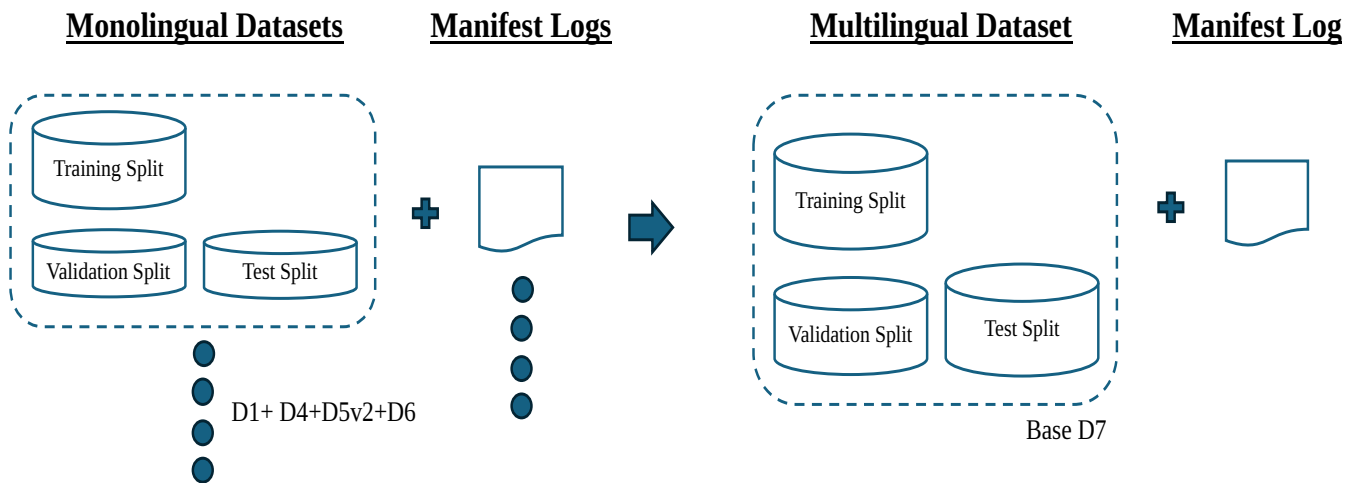 Monolingual Datasets
Manifest Logs
Multilingual Dataset
Manifest Log
Training Split
Validation Split
Test Split
D1+ D4+D5v2+D6
Training Split
Validation Split
Test Split
Base D7